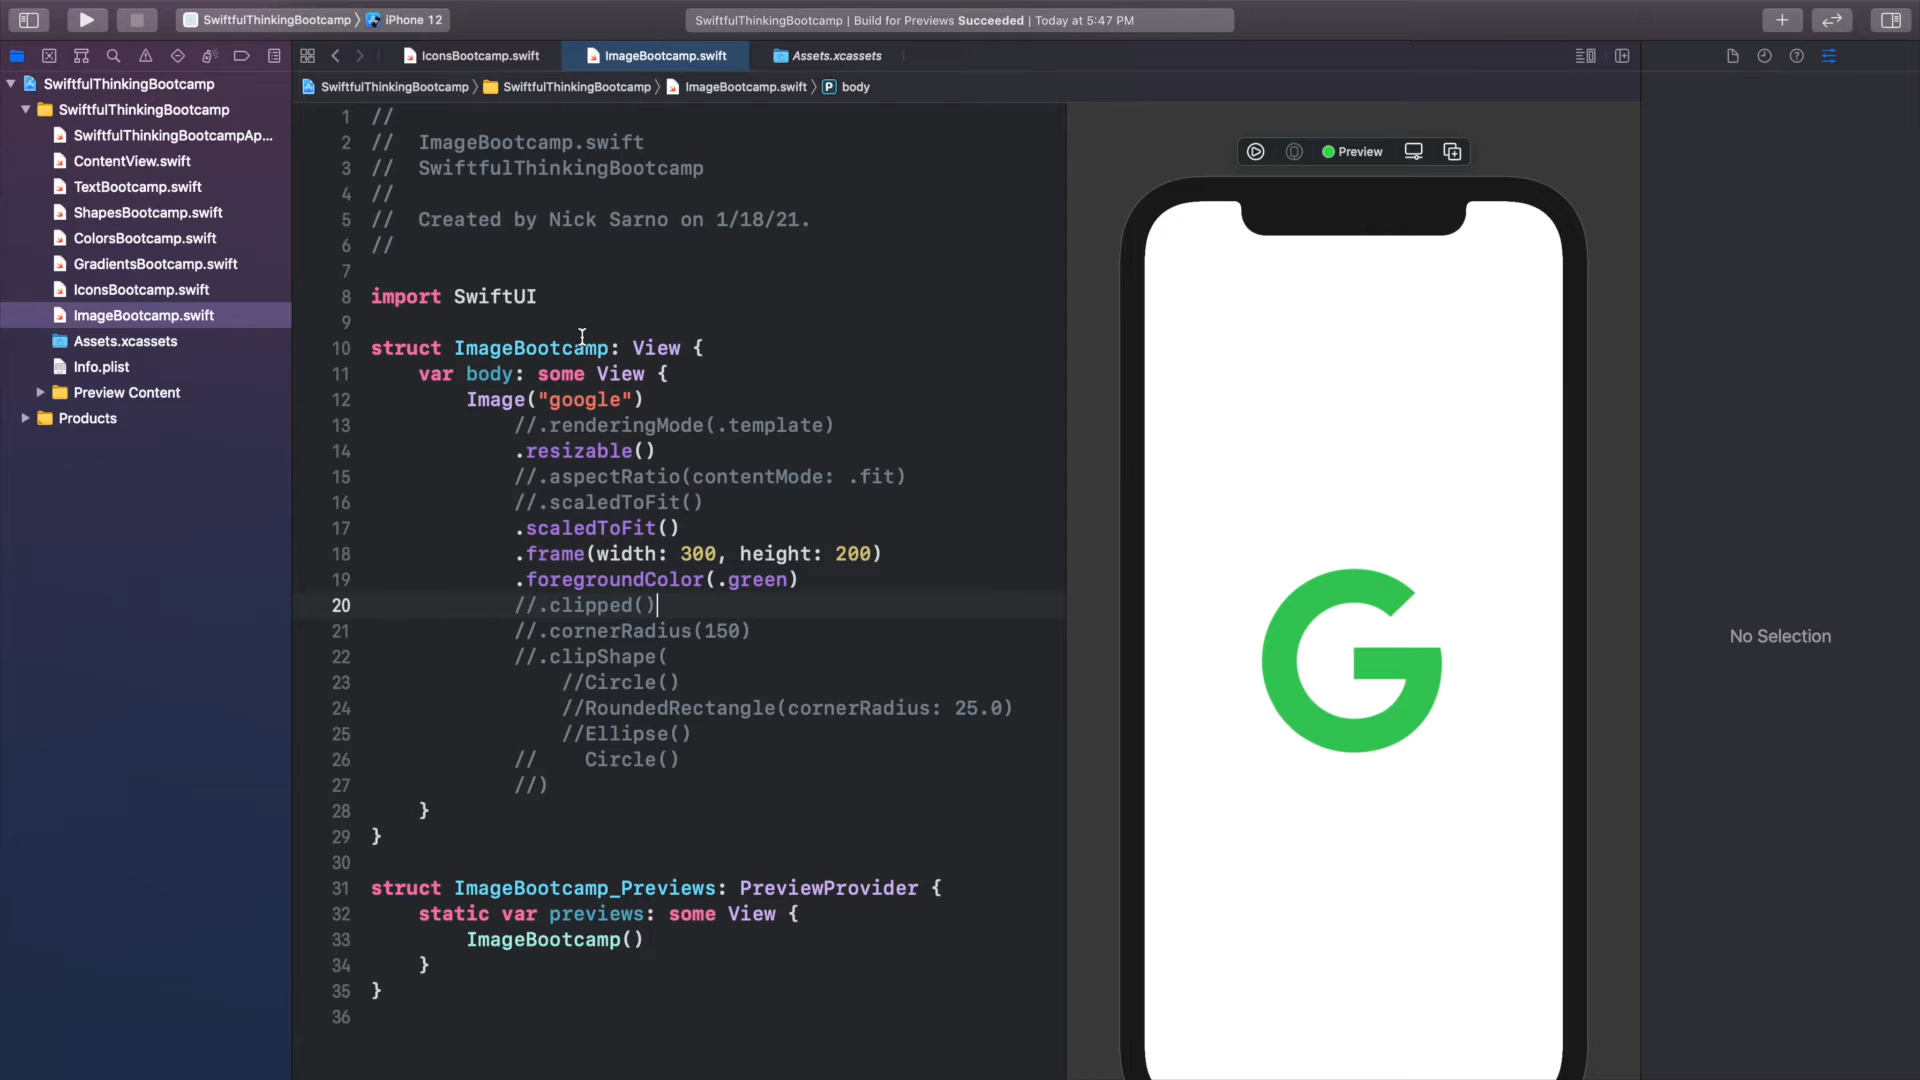 SwiftfulThinkingBootcamp 〉 iPhone 12
SwiftfulThinkingBootcamp | Build for Previews Succeeded | Today at 5:47 PM
IconsBootcamp.swift
ImageBootcamp.swift
Assets.xcassets
SwiftfulThinkingBootcamp 〉 SwiftfulThinkingBootcamp 〉 ImageBootcamp.swift 〉 P body
SwiftfulThinkingBootcamp
SwiftfulThinkingBootcamp
SwiftfulThinkingBootcampAp...
ContentView.swift
TextBootcamp.swift
ShapesBootcamp.swift
ColorsBootcamp.swift
GradientsBootcamp.swift
IconsBootcamp.swift
ImageBootcamp.swift
Assets.xcassets
Info.plist
Preview Content
Products
1 //
2 //  ImageBootcamp.swift
3 //  SwiftfulThinkingBootcamp
4 //
5 //  Created by Nick Sarno on 1/18/21.
6 //
7
8 import SwiftUI
9
10 struct ImageBootcamp: View {
11     var body: some View {
12         Image("google")
13             //.renderingMode(.template)
14             .resizable()
15             //.aspectRatio(contentMode: .fit)
16             //.scaledToFit()
17             .scaledToFit()
18             .frame(width: 300, height: 200)
19             .foregroundColor(.green)
20             //.clipped()
21             //.cornerRadius(150)
22             //.clipShape(
23                 //Circle()
24                 //RoundedRectangle(cornerRadius: 25.0)
25                 //Ellipse()
26             //    Circle()
27             //)
28     }
29 }
30
31 struct ImageBootcamp_Previews: PreviewProvider {
32     static var previews: some View {
33         ImageBootcamp()
34     }
35 }
36
Preview
G
No Selection